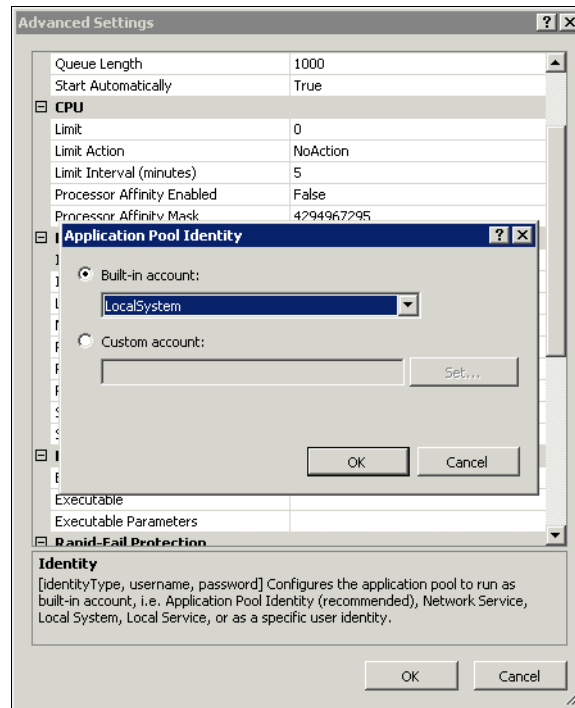 Advanced Settings
Queue Length 1000
Start Automatically True
CPU
Limit 0
Limit Action NoAction
Limit Interval (minutes) 5
Processor Affinity Enabled False
Processor Affinity Mask 4294967295
Application Pool Identity
Built-in account:
LocalSystem
Custom account:
Set...
OK Cancel
Executable
Executable Parameters
Rapid-Fail Protection
Identity
[identityType, username, password] Configures the application pool to run as
built-in account, i.e. Application Pool Identity (recommended), Network Service,
Local System, Local Service, or as a specific user identity.
OK Cancel